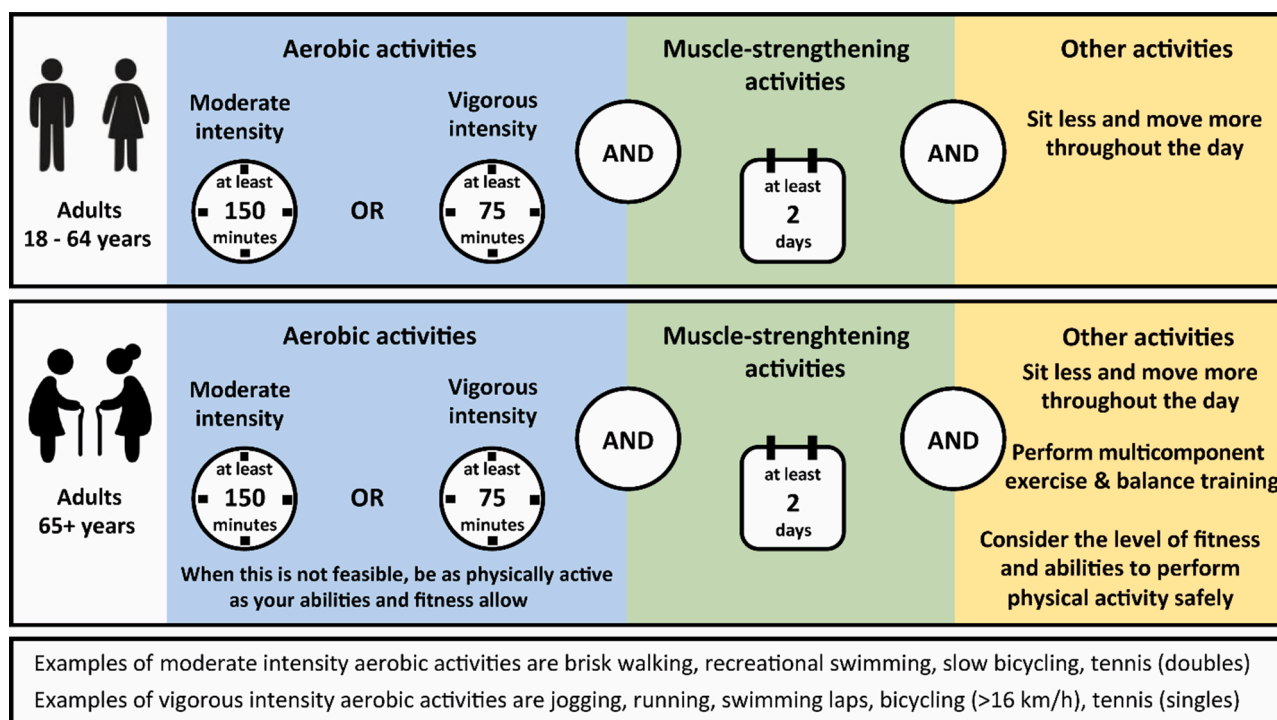 Aerobic activities
Muscle-strengthening
activities
Other activities
Moderate
intensity
Vigorous
intensity
Sit less and move more
throughout the day
AND
AND
at least
150
minutes
OR
at least
75
minutes
at least
2
days
Adults
18 - 64 years
Aerobic activities
Muscle-strenghtening
activities
Other activities
Moderate
intensity
Vigorous
intensity
Sit less and move more
throughout the day
AND
AND
Perform multicomponent
exercise & balance training
at least
150
minutes
OR
at least
75
minutes
at least
2
days
Adults
65+ years
Consider the level of fitness
and abilities to perform
physical activity safely
When this is not feasible, be as physically active
as your abilities and fitness allow
Examples of moderate intensity aerobic activities are brisk walking, recreational swimming, slow bicycling, tennis (doubles)
Examples of vigorous intensity aerobic activities are jogging, running, swimming laps, bicycling (>16 km/h), tennis (singles)